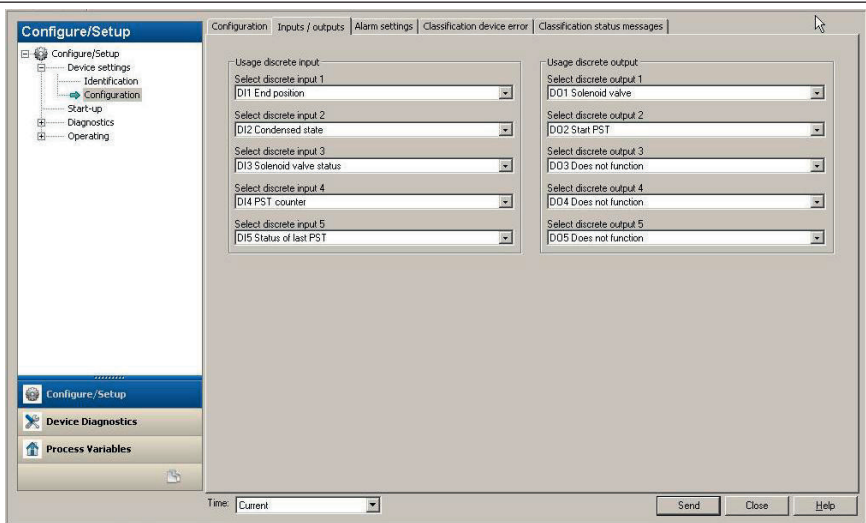 Configure/Setup
Configure/Setup
Device settings
Identification
Configuration
Start-up
Diagnostics
Operating
Configure/Setup
Device Diagnostics
Process Variables
Configuration
Inputs / outputs
Alarm settings
Classification device error
Classification status messages
Usage discrete input
Select discrete input 1
DI1 End position
Select discrete input 2
DI2 Condensed state
Select discrete input 3
DI3 Solenoid valve status
Select discrete input 4
DI4 PST counter
Select discrete input 5
DI5 Status of last PST
Usage discrete output
Select discrete output 1
DO1 Solenoid valve
Select discrete output 2
DO2 Start PST
Select discrete output 3
DO3 Does not function
Select discrete output 4
DO4 Does not function
Select discrete output 5
DO5 Does not function
Time: Current
Send
Close
Help